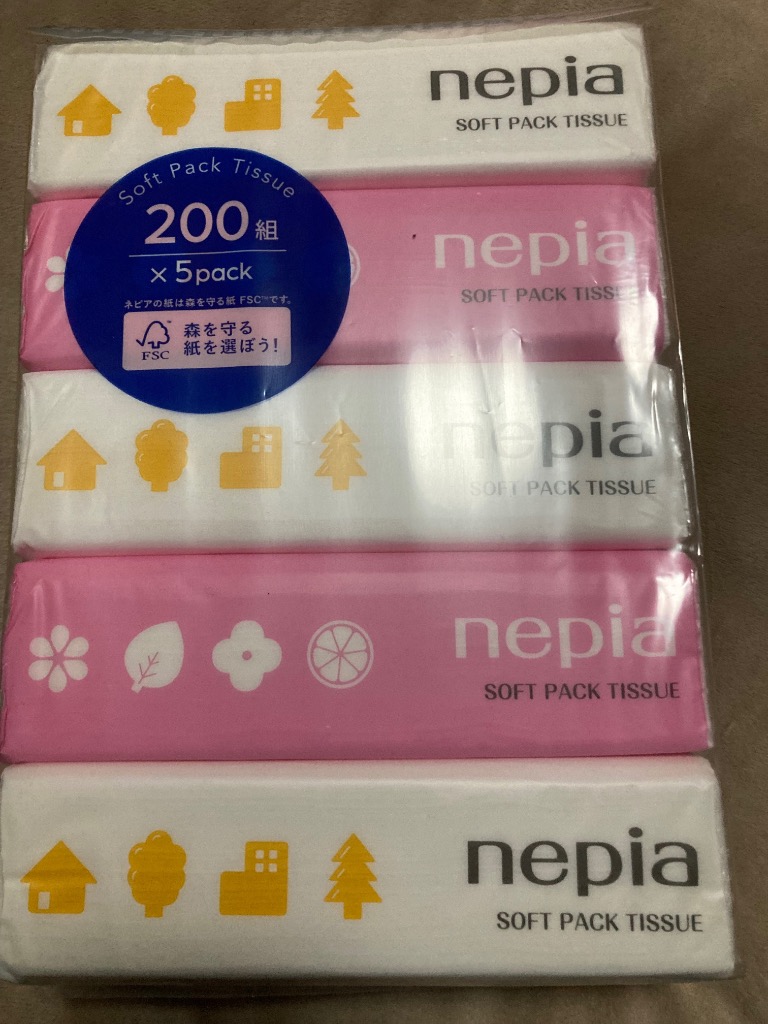 nepia
SOFT PACK TISSUE
Soft Pack Tissue
200組
× 5pack
ネピアの紙は森を守る紙 FSC™です。
FSC
森を守る
紙を選ぼう!
nepia
SOFT PACK TISSUE
nepia
SOFT PACK TISSUE
nepia
SOFT PACK TISSUE
nepia
SOFT PACK TISSUE